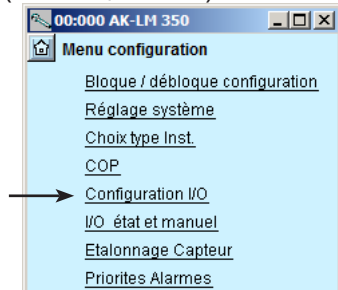 00:000 AK-LM 350
Menu configuration
Bloque / débloque configuration
Réglage système
Choix type Inst.
COP
Configuration I/O
I/O état et manuel
Etalonnage Capteur
Priorites Alarmes